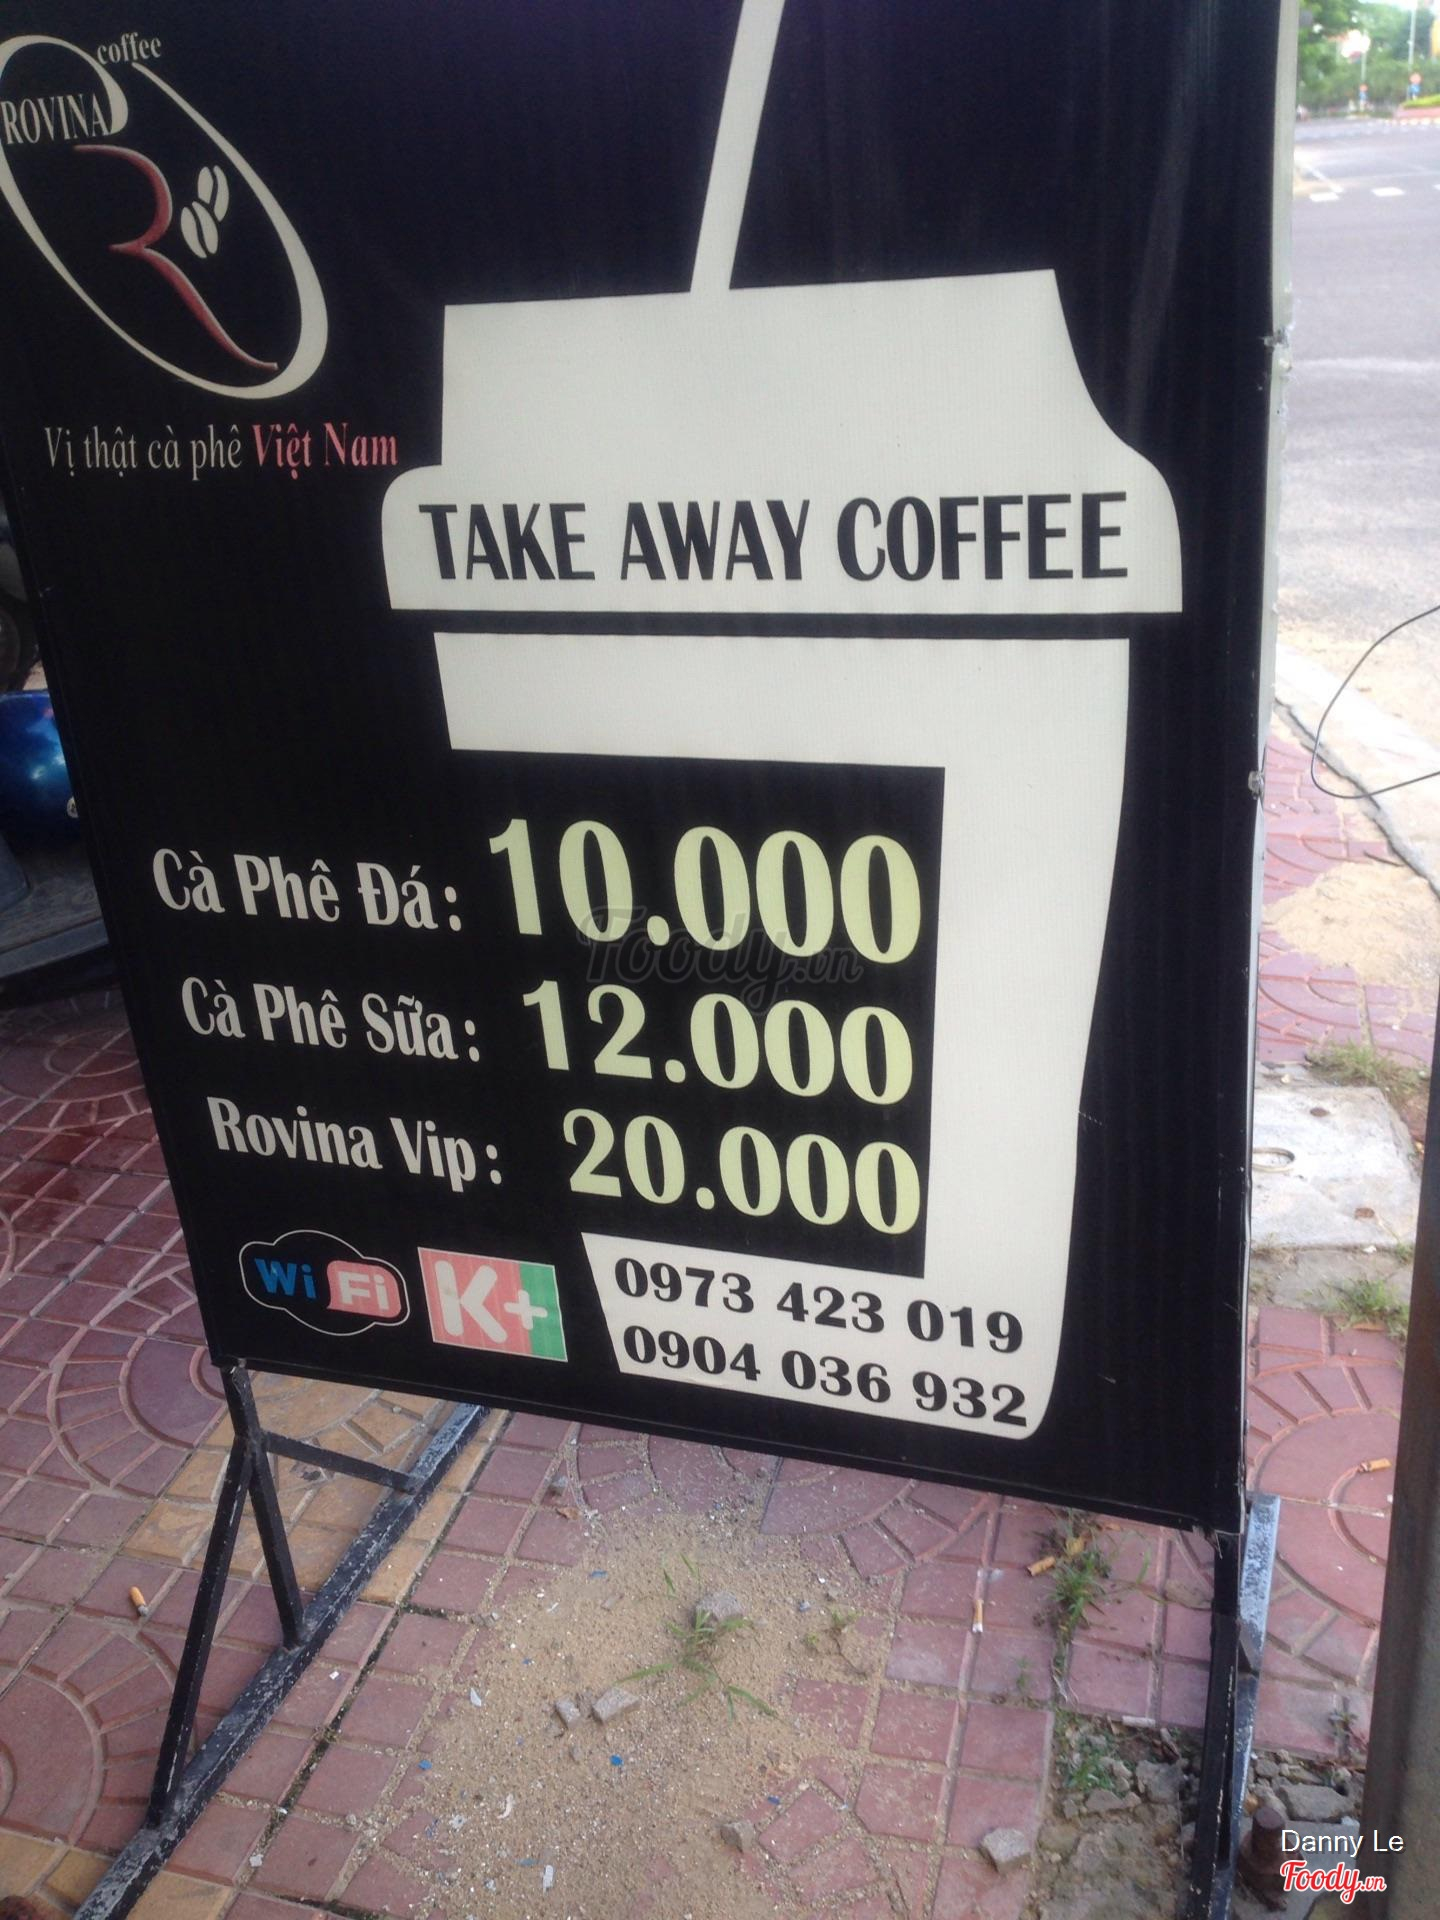 coffee
ROVINA
Vị thật cà phê Việt Nam
TAKE AWAY COFFEE
Cà Phê Đá: 10.000
Cà Phê Sữa: 12.000
Rovina Vip: 20.000
Wi Fi K+
0973 423 019
0904 036 932
Foody.vn
Danny Le
Foody.vn